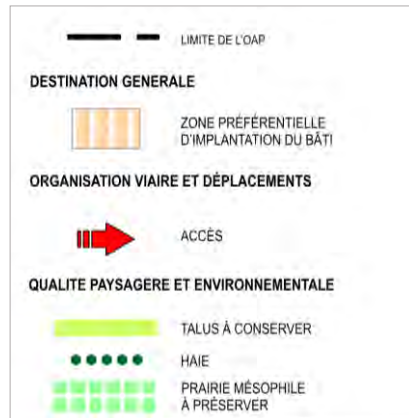 LIMITE DE L'OAP
DESTINATION GENERALE
ZONE PRÉFÉRENTIELLE
D'IMPLANTATION DU BÂTI
ORGANISATION VIAIRE ET DÉPLACEMENTS
ACCÈS
QUALITE PAYSAGERE ET ENVIRONNEMENTALE
TALUS À CONSERVER
HAIE
PRAIRIE MÉSOPHILE
À PRÉSERVER